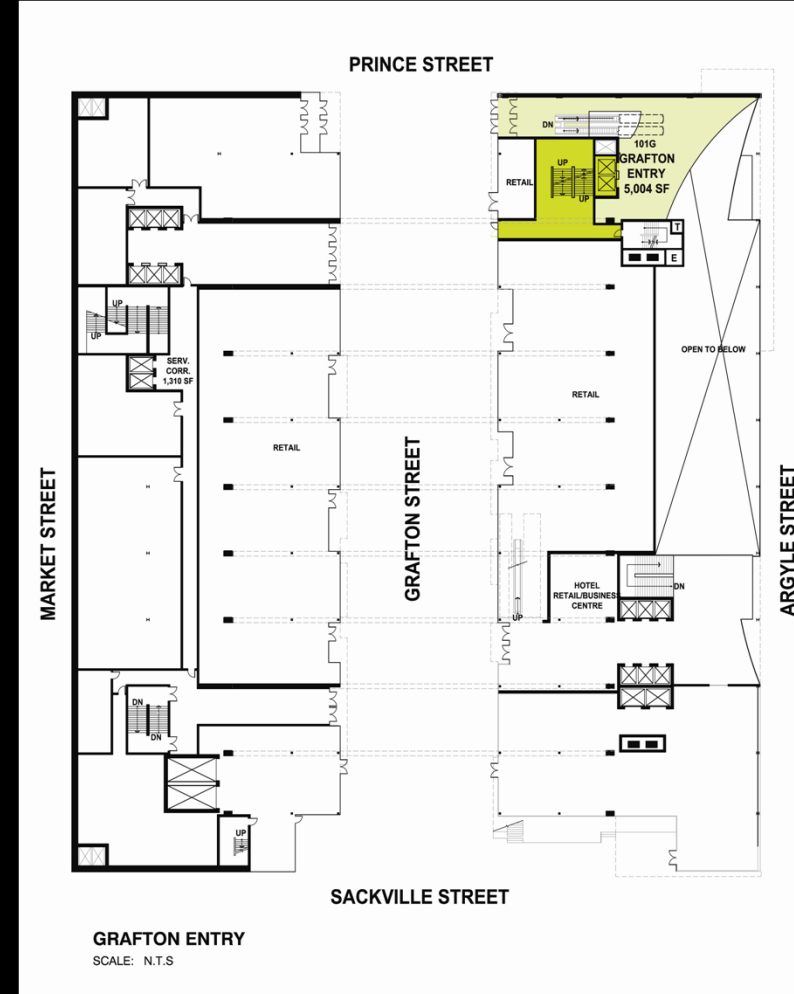 PRINCE STREET
DN
101G
GRAFTON
ENTRY
5,004 SF
UP
RETAIL
UP
T
E
UP
UP
SERV.
CORR.
1,310 SF
OPEN TO BELOW
RETAIL
RETAIL
MARKET STREET
GRAFTON STREET
ARGYLE STREET
HOTEL
RETAIL/BUSINESS
CENTRE
DN
UP
DN
DN
UP
SACKVILLE STREET
GRAFTON ENTRY
SCALE: N.T.S